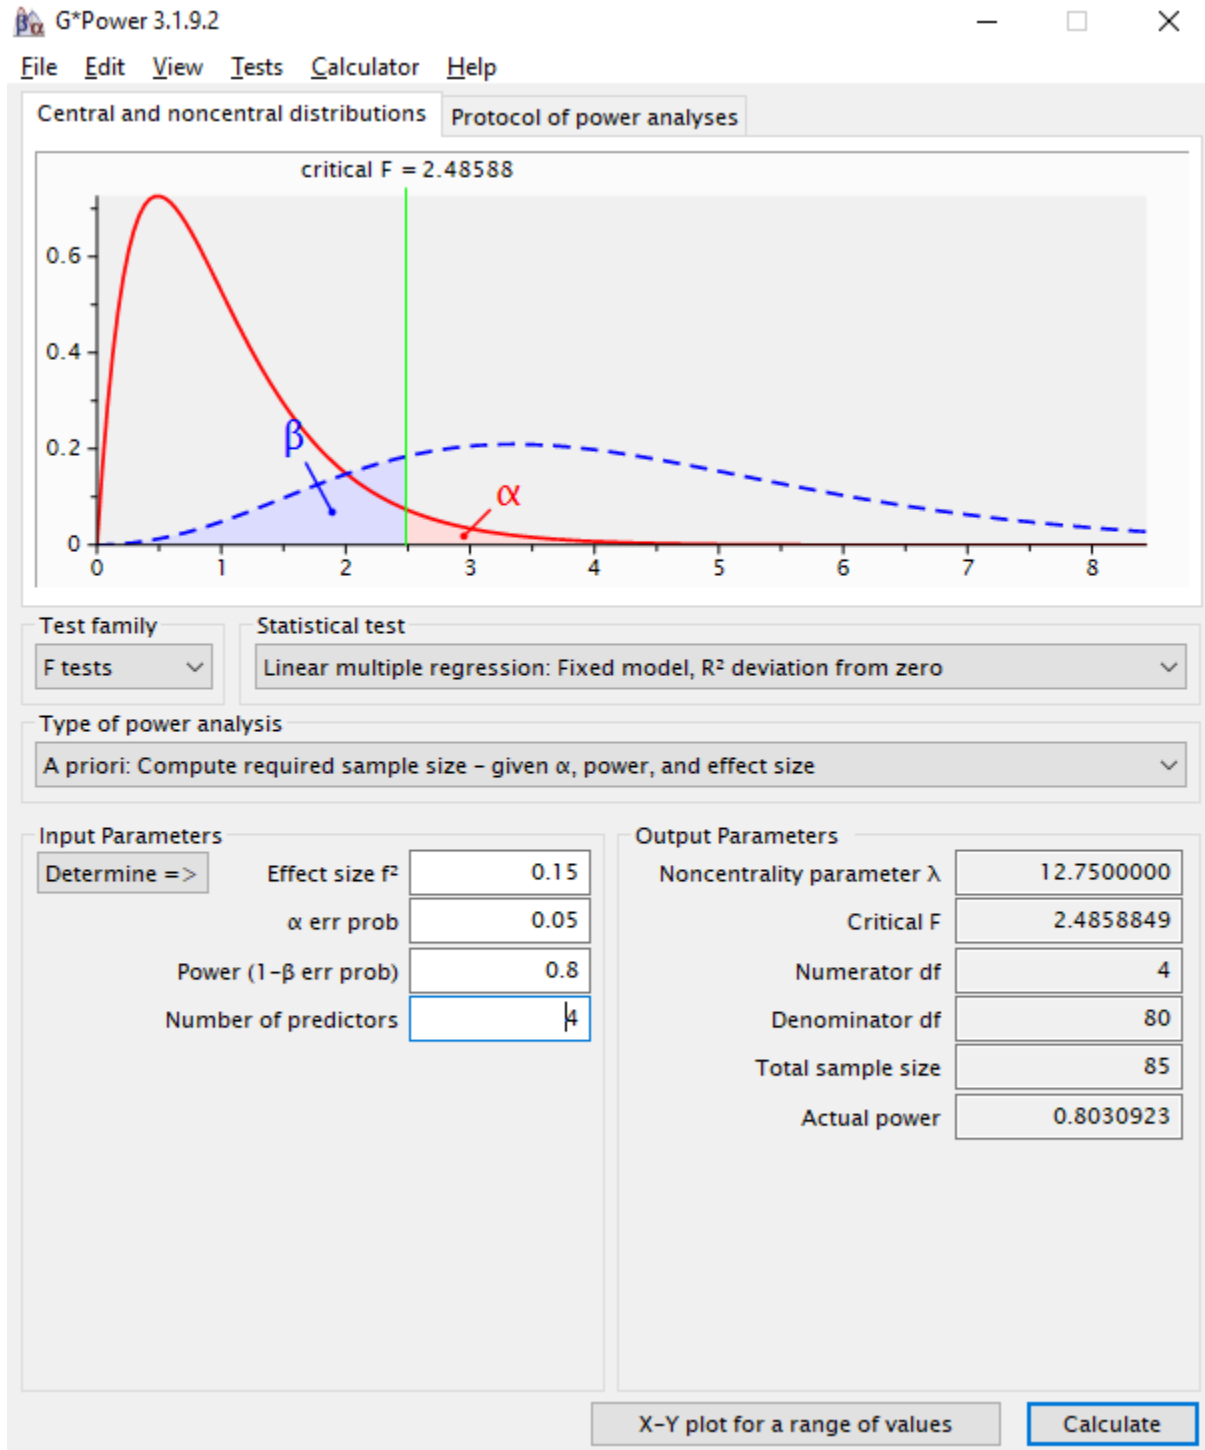 G*Power 3.1.9.2
File Edit View Tests Calculator Help
Central and noncentral distributions Protocol of power analyses
critical F = 2.48588
0.6
0.4
0.2
0
β
α
0 1 2 3 4 5 6 7 8
Test family Statistical test
F tests Linear multiple regression: Fixed model, R² deviation from zero
Type of power analysis
A priori: Compute required sample size – given α, power, and effect size
Input Parameters
Determine =>
Effect size f² 0.15
α err prob 0.05
Power (1–β err prob) 0.8
Number of predictors 4
Output Parameters
Noncentrality parameter λ 12.7500000
Critical F 2.4858849
Numerator df 4
Denominator df 80
Total sample size 85
Actual power 0.8030923
X–Y plot for a range of values Calculate